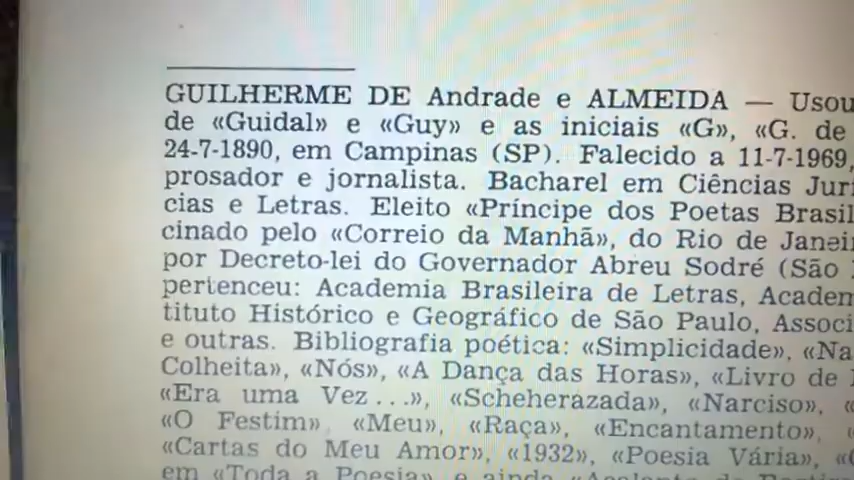 GUILHERME DE Andrade e ALMEIDA — Usou
de «Guidal» e «Guy» e as iniciais «G», «G. de
24-7-1890, em Campinas (SP). Falecido a 11-7-1969,
prosador e jornalista. Bacharel em Ciências Jurí
cias e Letras. Eleito «Príncipe dos Poetas Brasil
cinado pelo «Correio da Manhã», do Rio de Janei
por Decreto-lei do Governador Abreu Sodré (São
pertenceu: Academia Brasileira de Letras, Academ
tituto Histórico e Geográfico de São Paulo, Associ
e outras. Bibliografia poética: «Simplicidade», «Na
Colheita», «Nós», «A Dança das Horas», «Livro de
«Era uma Vez...», «Scheherazada», «Narciso», «
«O Festim» «Meu», «Raça», «Encantamento»,
«Cartas do Meu Amor», «1932», «Poesia Vária»,
em «Toda a Poesia» e ainda